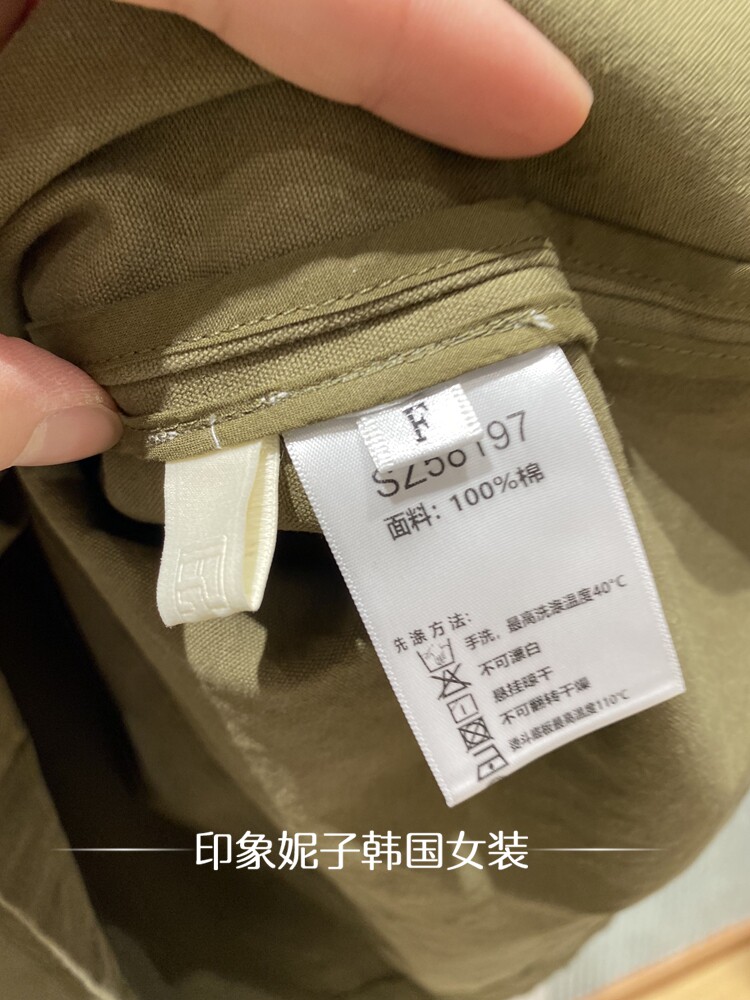 F
SZ58197
面料：100%棉
洗涤方法：
手洗，最高洗涤温度40°C
不可漂白
悬挂晾干
不可翻转干燥
熨斗底板最高温度110°C
印象妮子韩国女装